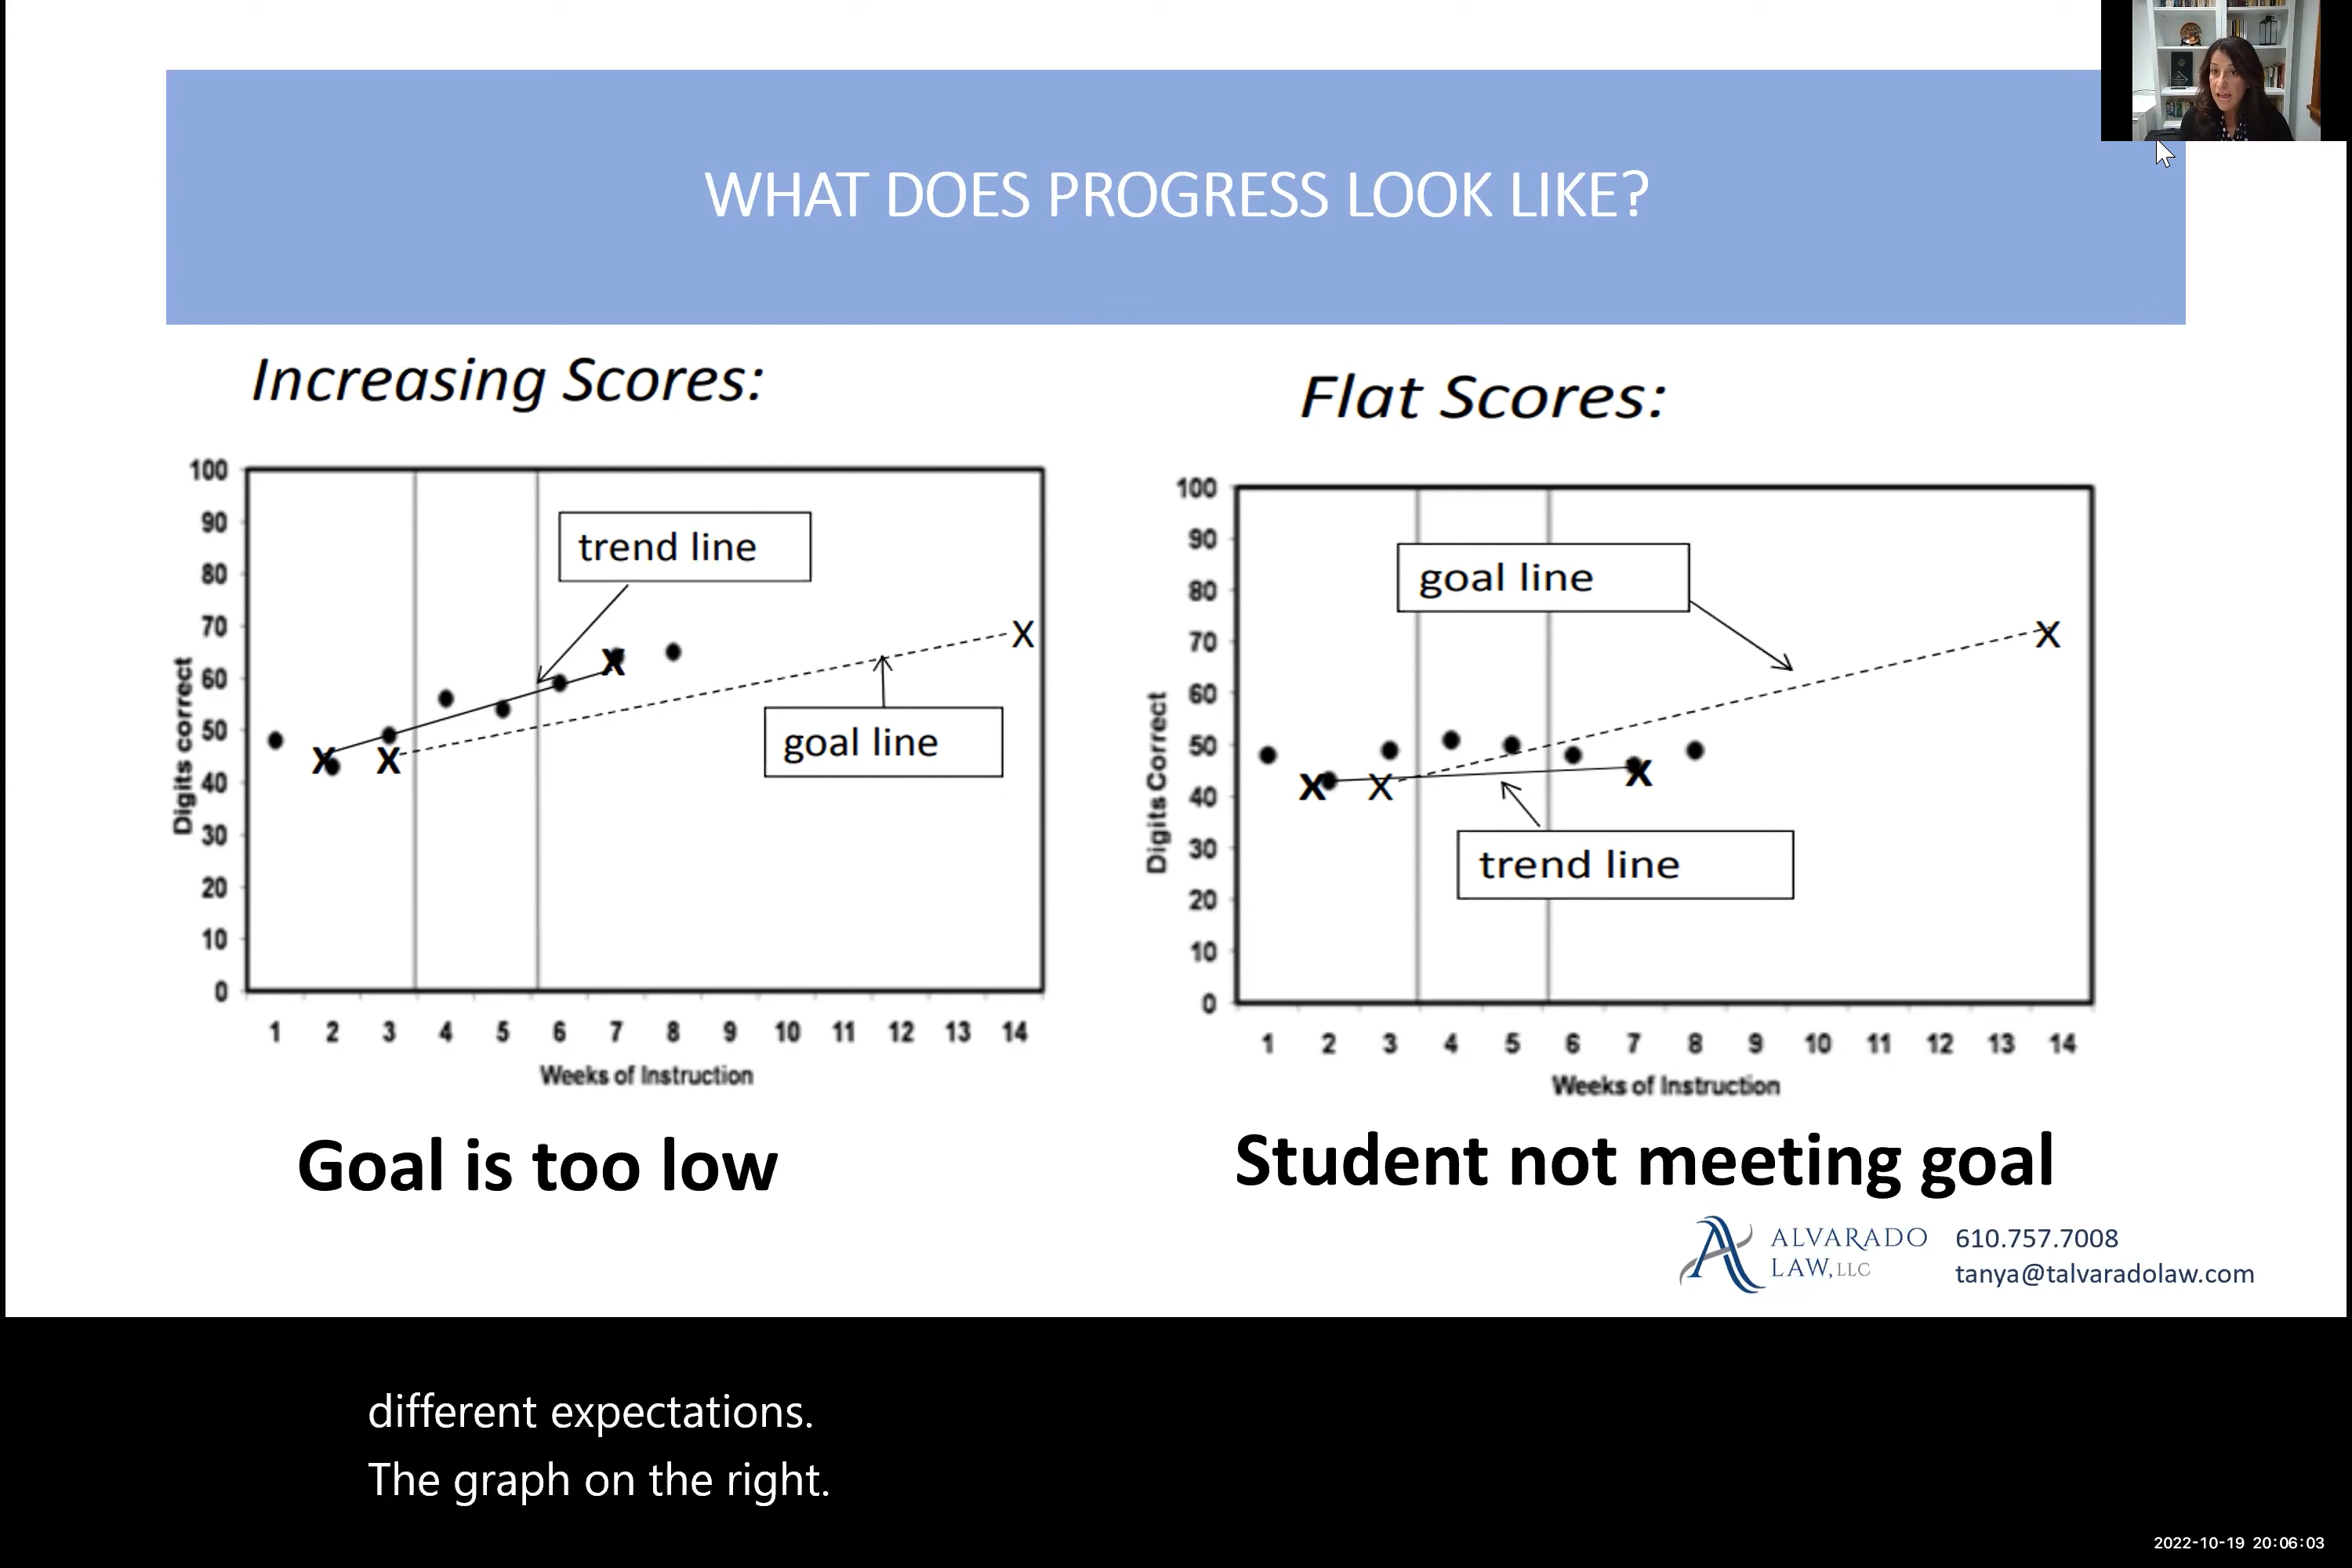 WHAT DOES PROGRESS LOOK LIKE?
Increasing Scores:
100
90
80
70
60
50
40
30
20
10
0
Digits correct
trend line
goal line
X
X
X
X
1 2 3 4 5 6 7 8 9 10 11 12 13 14
Weeks of Instruction
Goal is too low
Flat Scores:
100
90
80
70
60
50
40
30
20
10
0
Digits Correct
goal line
trend line
X
X
X
X
1 2 3 4 5 6 7 8 9 10 11 12 13 14
Weeks of Instruction
Student not meeting goal
ALVARADO
LAW, LLC
610.757.7008
tanya@talvaradolaw.com
different expectations.
The graph on the right.
2022-10-19 20:06:03